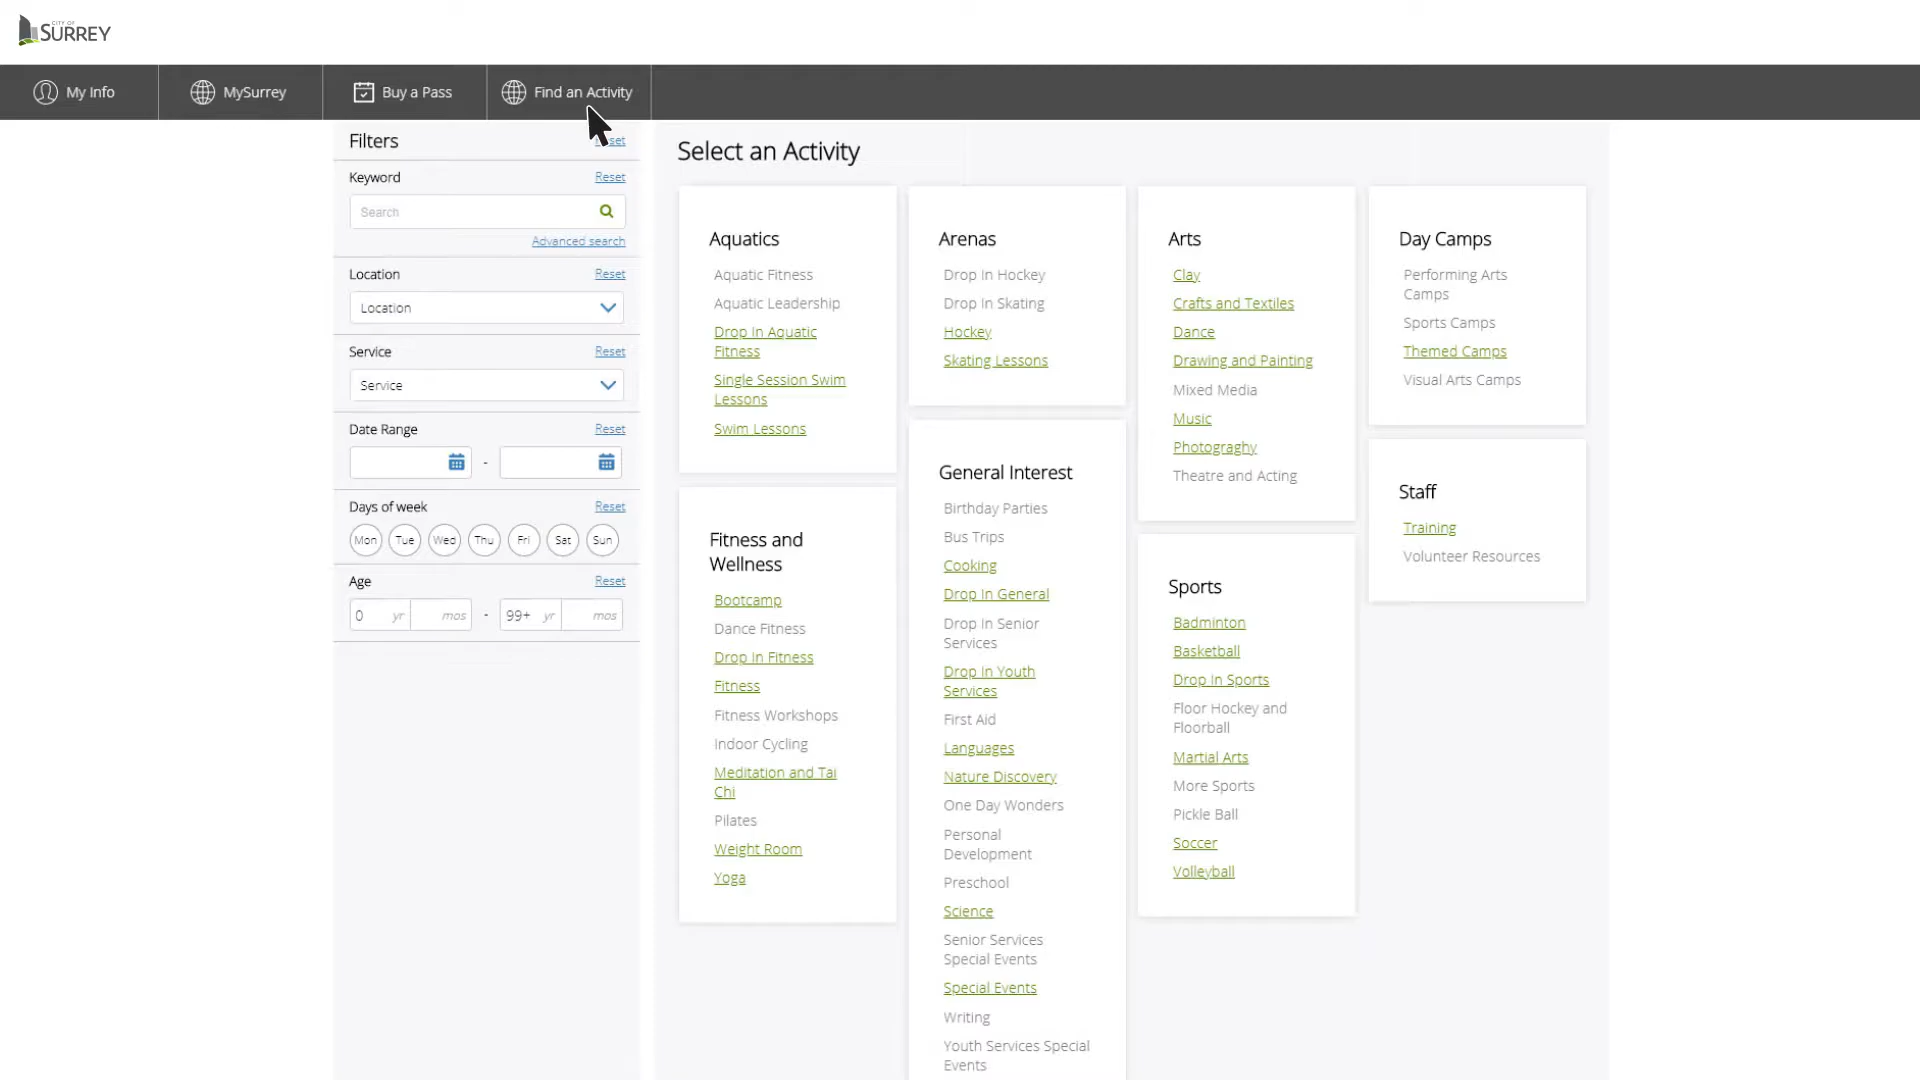 CITY OF
SURREY
My Info
MySurrey
Buy a Pass
Find an Activity
Filters
Keyword
Reset
Search
Advanced search
Location
Reset
Location
Service
Reset
Service
Date Range
Reset
-
Days of week
Reset
Mon Tue Wed Thu Fri Sat Sun
Age
Reset
0 yr mos - 99+ yr mos
Select an Activity
Aquatics
Aquatic Fitness
Aquatic Leadership
Drop In Aquatic
Fitness
Single Session Swim
Lessons
Swim Lessons
Fitness and
Wellness
Bootcamp
Dance Fitness
Drop In Fitness
Fitness
Fitness Workshops
Indoor Cycling
Meditation and Tai
Chi
Pilates
Weight Room
Yoga
Arenas
Drop In Hockey
Drop In Skating
Hockey
Skating Lessons
General Interest
Birthday Parties
Bus Trips
Cooking
Drop In General
Drop In Senior
Services
Drop In Youth
Services
First Aid
Languages
Nature Discovery
One Day Wonders
Personal
Development
Preschool
Science
Senior Services
Special Events
Special Events
Writing
Youth Services Special
Events
Arts
Clay
Crafts and Textiles
Dance
Drawing and Painting
Mixed Media
Music
Photograghy
Theatre and Acting
Sports
Badminton
Basketball
Drop In Sports
Floor Hockey and
Floorball
Martial Arts
More Sports
Pickle Ball
Soccer
Volleyball
Day Camps
Performing Arts
Camps
Sports Camps
Themed Camps
Visual Arts Camps
Staff
Training
Volunteer Resources